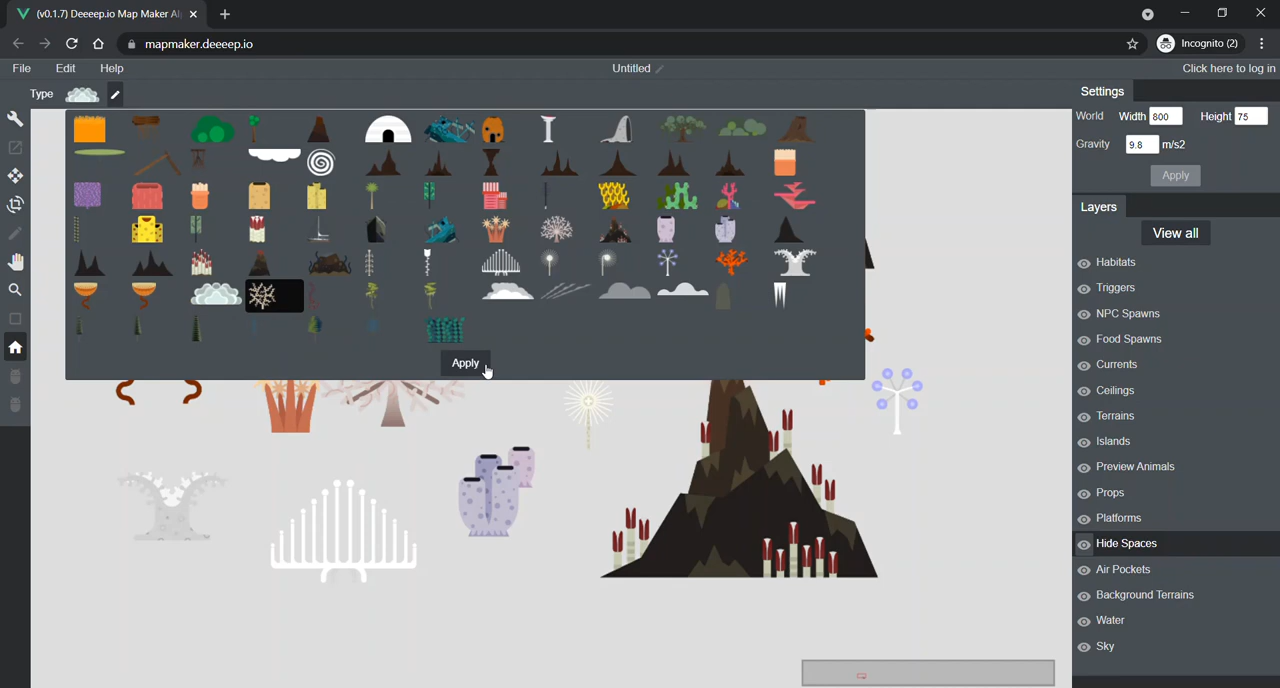 (v0.1.7) Deeeep.io Map Maker Al
mapmaker.deeeep.io
Incognito (2)
File Edit Help
Untitled
Click here to log in
Type
Settings
World Width 800 Height 75
Gravity 9.8 m/s2
Apply
Layers
View all
Habitats
Triggers
NPC Spawns
Food Spawns
Currents
Ceilings
Terrains
Islands
Preview Animals
Props
Platforms
Hide Spaces
Air Pockets
Background Terrains
Water
Sky
Apply